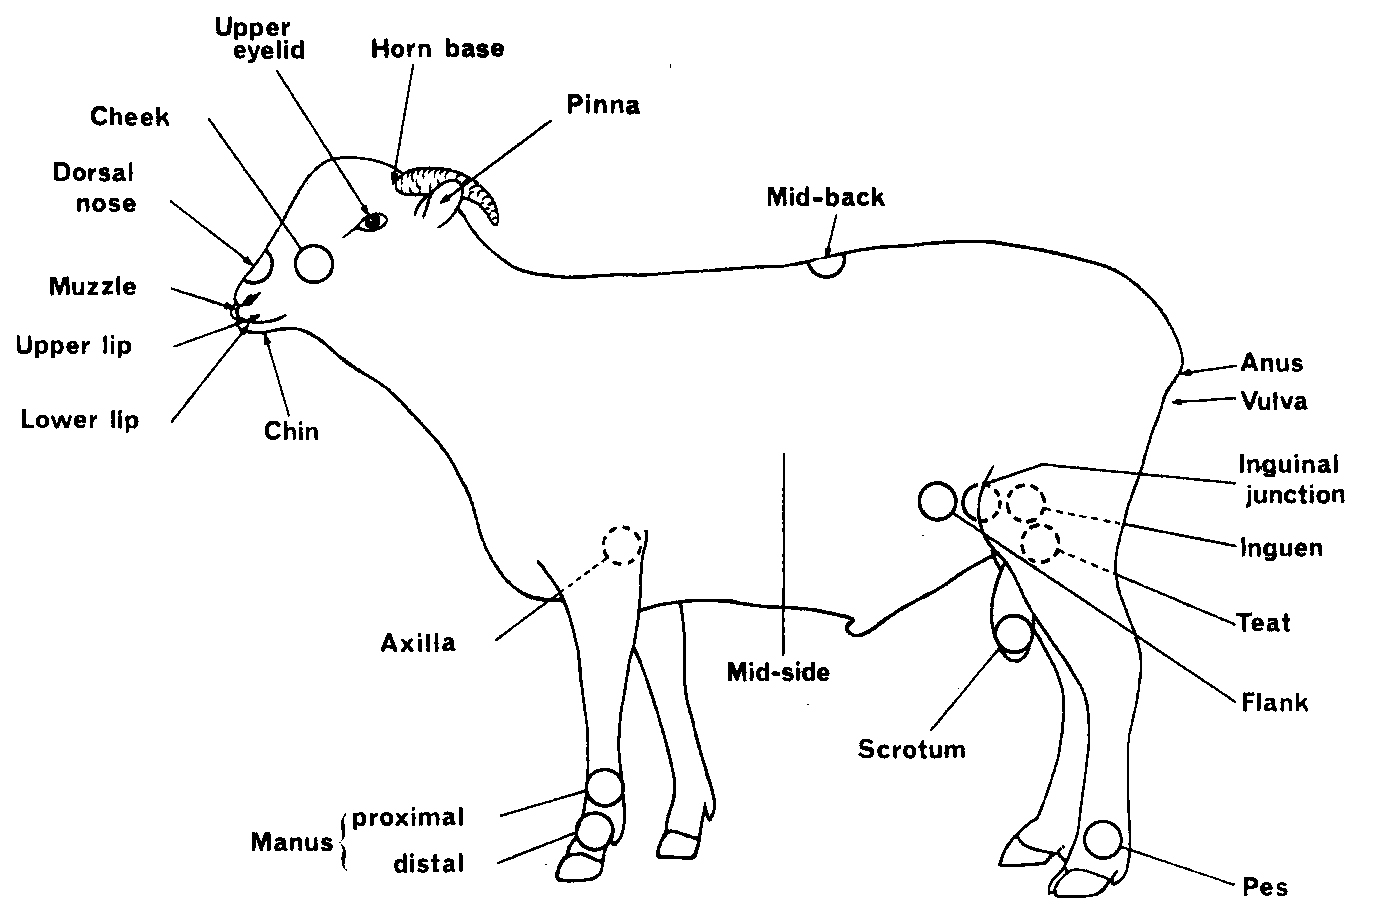 Upper
eyelid
Horn base
Pinna
Cheek
Dorsal
nose
Mid-back
Muzzle
Upper lip
Lower lip
Chin
Anus
Vulva
Inguinal
junction
Inguen
Teat
Axilla
Mid-side
Flank
Scrotum
Manus
proximal
distal
Pes